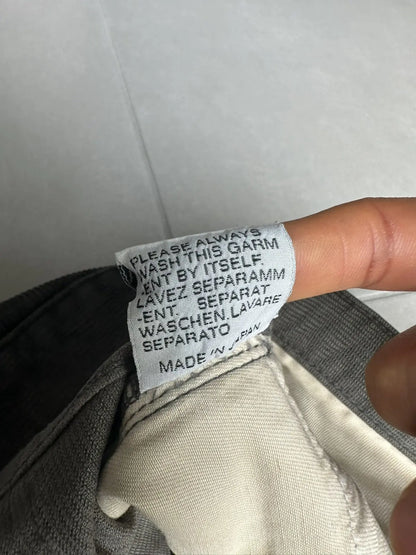 PLEASE ALWAYS
WASH THIS GARM
ENT BY ITSELF.
LAVEZ SEPARAMM
-ENT. SEPARAT
WASCHEN.LAVARE
SEPARATO
MADE IN JAPAN